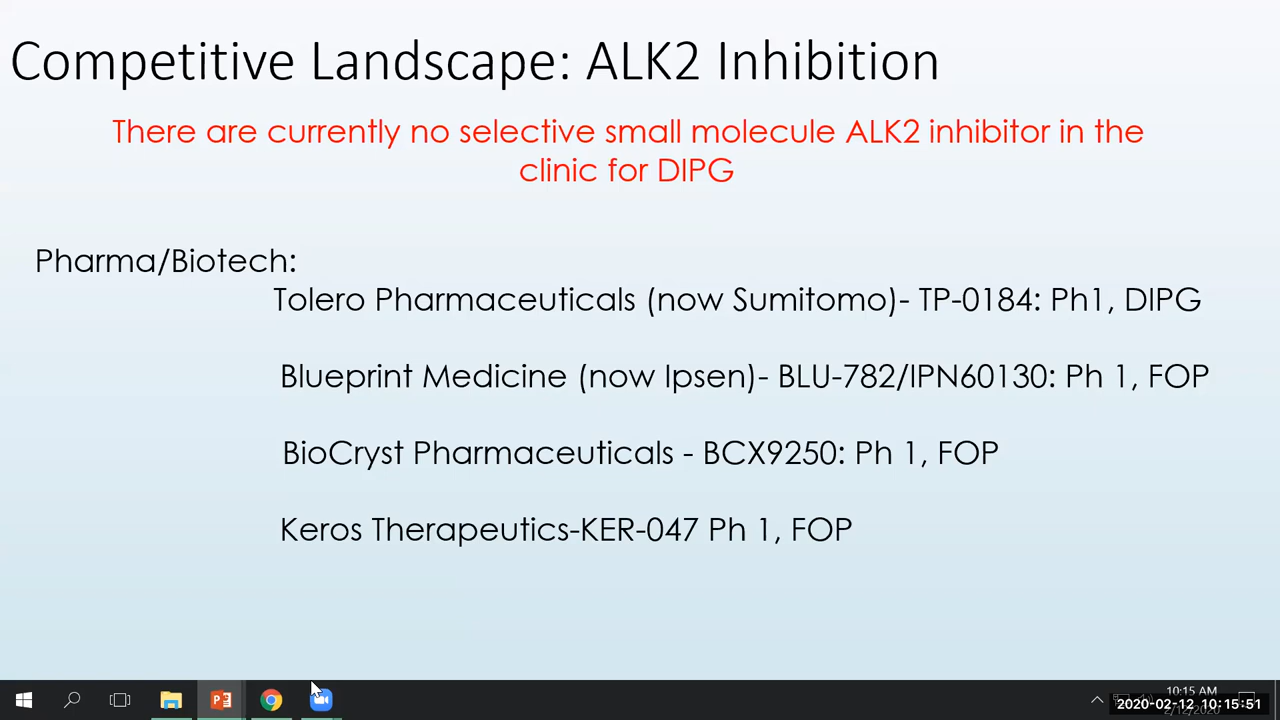 Competitive Landscape: ALK2 Inhibition
There are currently no selective small molecule ALK2 inhibitor in the
clinic for DIPG
Pharma/Biotech:
Tolero Pharmaceuticals (now Sumitomo)- TP-0184: Ph1, DIPG
Blueprint Medicine (now Ipsen)- BLU-782/IPN60130: Ph 1, FOP
BioCryst Pharmaceuticals - BCX9250: Ph 1, FOP
Keros Therapeutics-KER-047 Ph 1, FOP
10:15 AM
2020-02-12 10:15:51
2/12/2020